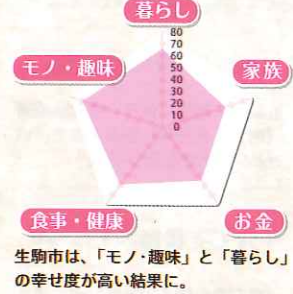 暮らし
80
70
60
50
40
30
20
10
0
モノ・趣味
家族
食事・健康
お金
生駒市は、「モノ・趣味」と「暮らし」
の幸せ度が高い結果に。